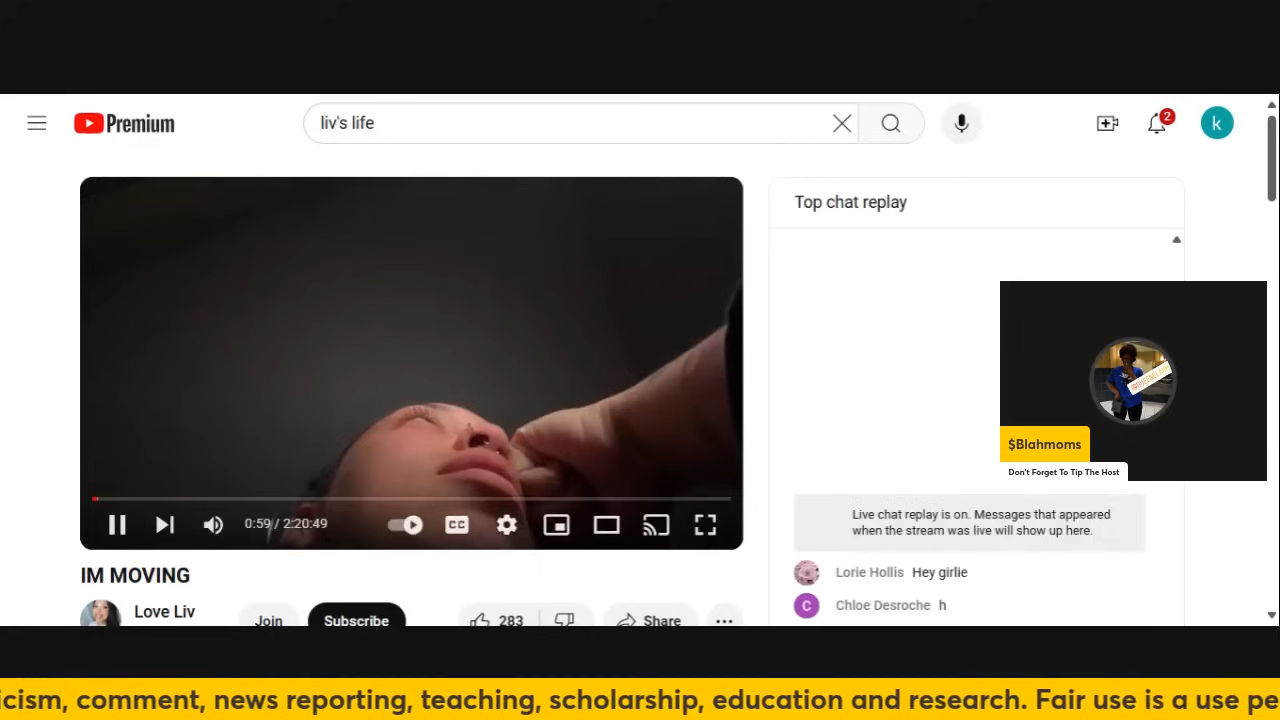 Premium
liv's life
2
k
Top chat replay
$Blahmoms
Don't Forget To Tip The Host
Live chat replay is on. Messages that appeared
when the stream was live will show up here.
Lorie Hollis Hey girlie
C Chloe Desroche h
0:59 / 2:20:49
CC
IM MOVING
Love Liv
Join
Subscribe
283
Share
icism, comment, news reporting, teaching, scholarship, education and research. Fair use is a use pe